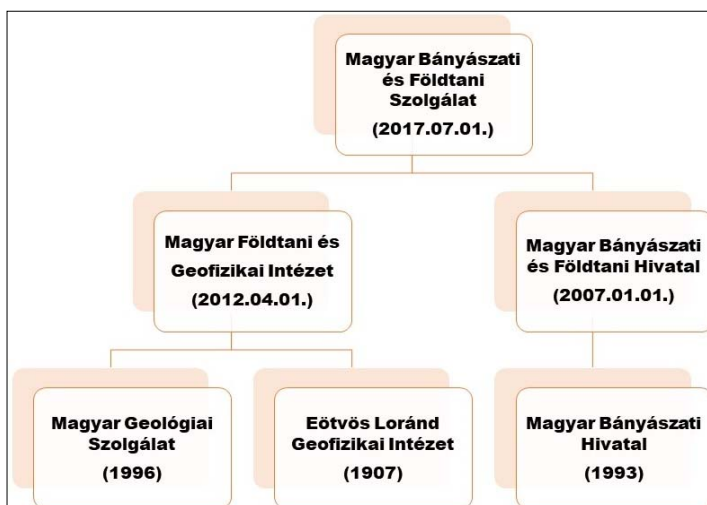 Magyar Bányászati
és Földtani
Szolgálat
(2017.07.01.)
Magyar Földtani és
Geofizikai Intézet
(2012.04.01.)
Magyar Bányászati
és Földtani Hivatal
(2007.01.01.)
Magyar Geológiai
Szolgálat
(1996)
Eötvös Loránd
Geofizikai Intézet
(1907)
Magyar Bányászati
Hivatal
(1993)